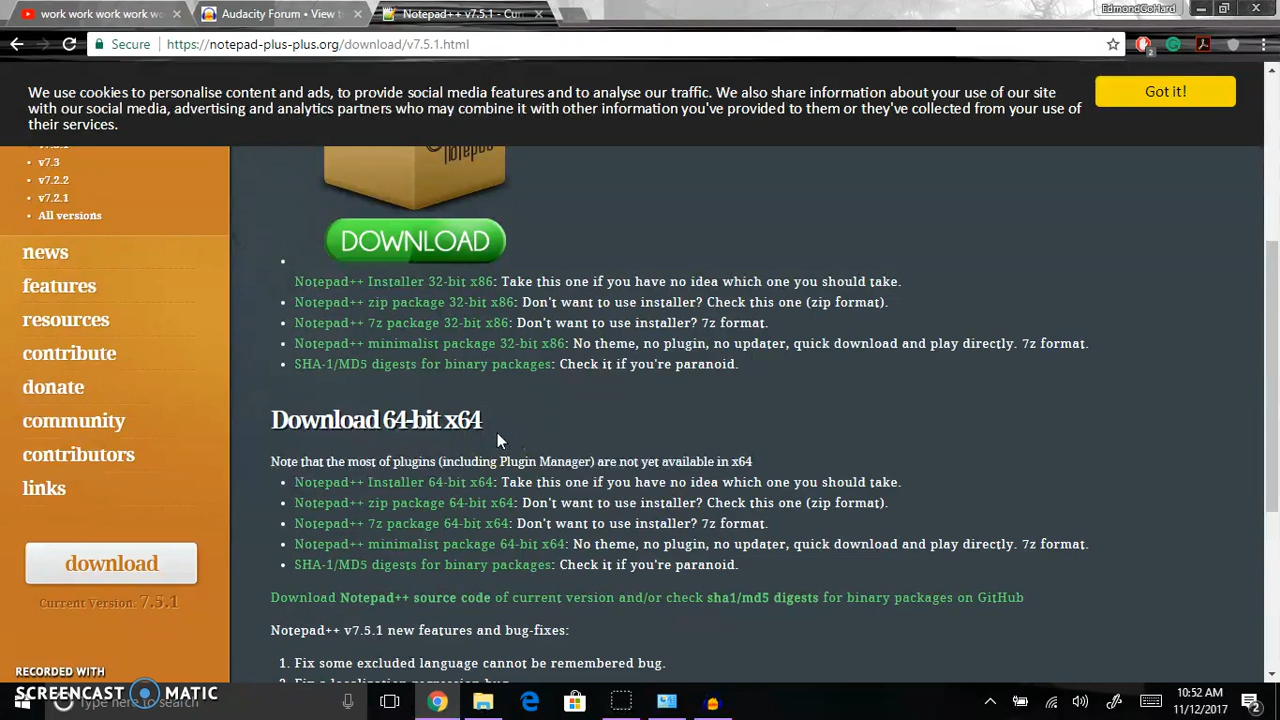 work work work work wo
Audacity Forum • View t
Notepad++ v7.5.1 - Cur
EdmondGoHard
Secure
https://notepad-plus-plus.org/download/v7.5.1.html
2
We use cookies to personalise content and ads, to provide social media features and to analyse our traffic. We also share information about your use of our site
with our social media, advertising and analytics partners who may combine it with other information you've provided to them or they've collected from your use of
their services.
Got it!
• v7.3
• v7.2.2
• v7.2.1
• All versions
news
features
resources
contribute
donate
community
contributors
links
download
Current Version: 7.5.1
Notepad
DOWNLOAD
• Notepad++ Installer 32-bit x86: Take this one if you have no idea which one you should take.
• Notepad++ zip package 32-bit x86: Don't want to use installer? Check this one (zip format).
• Notepad++ 7z package 32-bit x86: Don't want to use installer? 7z format.
• Notepad++ minimalist package 32-bit x86: No theme, no plugin, no updater, quick download and play directly. 7z format.
• SHA-1/MD5 digests for binary packages: Check it if you're paranoid.
Download 64-bit x64
Note that the most of plugins (including Plugin Manager) are not yet available in x64
• Notepad++ Installer 64-bit x64: Take this one if you have no idea which one you should take.
• Notepad++ zip package 64-bit x64: Don't want to use installer? Check this one (zip format).
• Notepad++ 7z package 64-bit x64: Don't want to use installer? 7z format.
• Notepad++ minimalist package 64-bit x64: No theme, no plugin, no updater, quick download and play directly. 7z format.
• SHA-1/MD5 digests for binary packages: Check it if you're paranoid.
Download Notepad++ source code of current version and/or check sha1/md5 digests for binary packages on GitHub
Notepad++ v7.5.1 new features and bug-fixes:
1. Fix some excluded language cannot be remembered bug.
2. Fix a localization regression bug.
RECORDED WITH
SCREENCAST MATIC
Type here to search
10:52 AM
11/12/2017
2